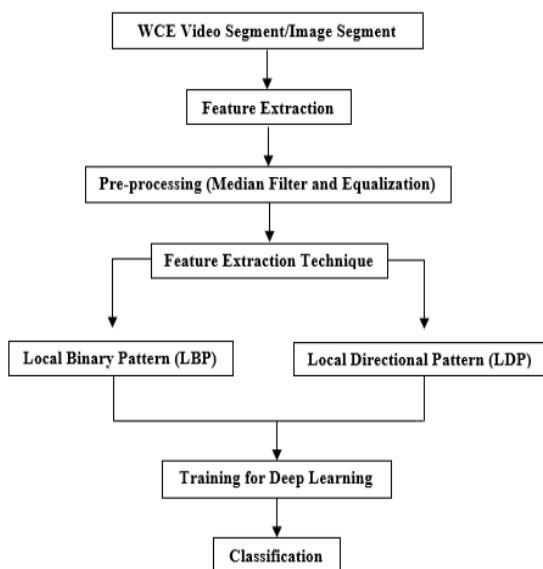 WCE Video Segment/Image Segment
Feature Extraction
Pre-processing (Median Filter and Equalization)
Feature Extraction Technique
Local Binary Pattern (LBP)
Local Directional Pattern (LDP)
Training for Deep Learning
Classification